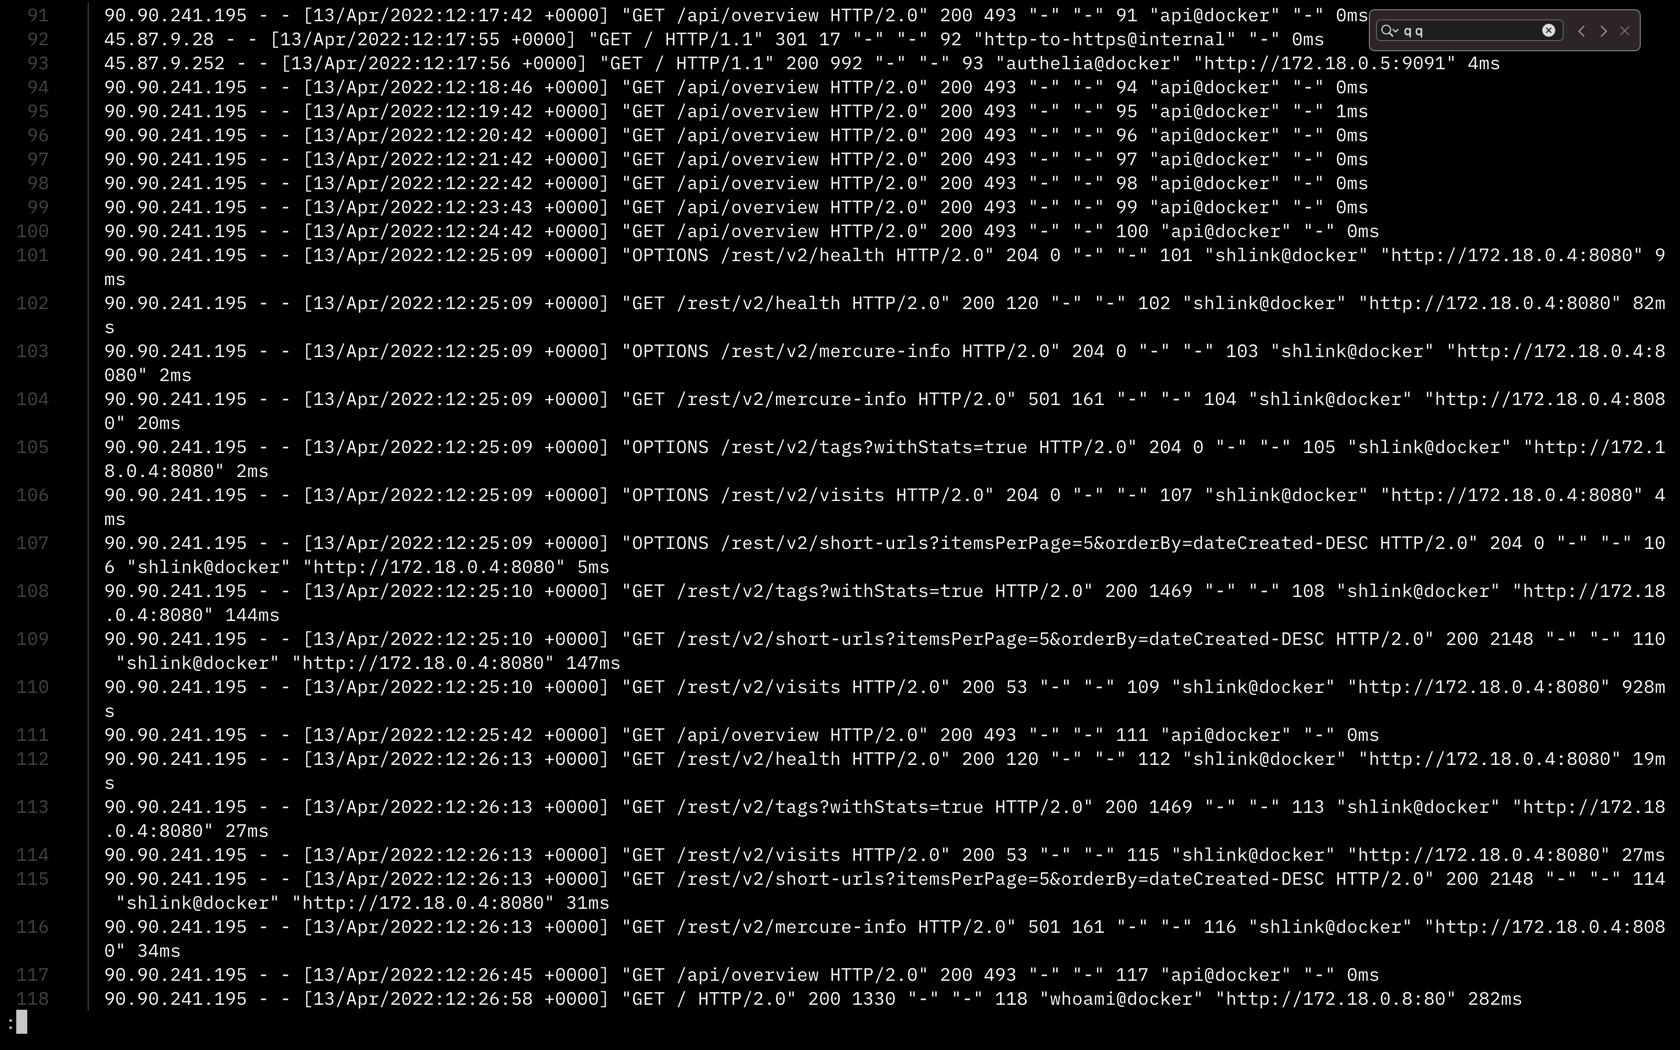 91 90.90.241.195 - - [13/Apr/2022:12:17:42 +0000] "GET /api/overview HTTP/2.0" 200 493 "-" "-" 91 "api@docker" "-" 0ms
q q
92 45.87.9.28 - - [13/Apr/2022:12:17:55 +0000] "GET / HTTP/1.1" 301 17 "-" "-" 92 "http-to-https@internal" "-" 0ms
93 45.87.9.252 - - [13/Apr/2022:12:17:56 +0000] "GET / HTTP/1.1" 200 992 "-" "-" 93 "authelia@docker" "http://172.18.0.5:9091" 4ms
94 90.90.241.195 - - [13/Apr/2022:12:18:46 +0000] "GET /api/overview HTTP/2.0" 200 493 "-" "-" 94 "api@docker" "-" 0ms
95 90.90.241.195 - - [13/Apr/2022:12:19:42 +0000] "GET /api/overview HTTP/2.0" 200 493 "-" "-" 95 "api@docker" "-" 1ms
96 90.90.241.195 - - [13/Apr/2022:12:20:42 +0000] "GET /api/overview HTTP/2.0" 200 493 "-" "-" 96 "api@docker" "-" 0ms
97 90.90.241.195 - - [13/Apr/2022:12:21:42 +0000] "GET /api/overview HTTP/2.0" 200 493 "-" "-" 97 "api@docker" "-" 0ms
98 90.90.241.195 - - [13/Apr/2022:12:22:42 +0000] "GET /api/overview HTTP/2.0" 200 493 "-" "-" 98 "api@docker" "-" 0ms
99 90.90.241.195 - - [13/Apr/2022:12:23:43 +0000] "GET /api/overview HTTP/2.0" 200 493 "-" "-" 99 "api@docker" "-" 0ms
100 90.90.241.195 - - [13/Apr/2022:12:24:42 +0000] "GET /api/overview HTTP/2.0" 200 493 "-" "-" 100 "api@docker" "-" 0ms
101 90.90.241.195 - - [13/Apr/2022:12:25:09 +0000] "OPTIONS /rest/v2/health HTTP/2.0" 204 0 "-" "-" 101 "shlink@docker" "http://172.18.0.4:8080" 9
ms
102 90.90.241.195 - - [13/Apr/2022:12:25:09 +0000] "GET /rest/v2/health HTTP/2.0" 200 120 "-" "-" 102 "shlink@docker" "http://172.18.0.4:8080" 82m
s
103 90.90.241.195 - - [13/Apr/2022:12:25:09 +0000] "OPTIONS /rest/v2/mercure-info HTTP/2.0" 204 0 "-" "-" 103 "shlink@docker" "http://172.18.0.4:8
080" 2ms
104 90.90.241.195 - - [13/Apr/2022:12:25:09 +0000] "GET /rest/v2/mercure-info HTTP/2.0" 501 161 "-" "-" 104 "shlink@docker" "http://172.18.0.4:808
0" 20ms
105 90.90.241.195 - - [13/Apr/2022:12:25:09 +0000] "OPTIONS /rest/v2/tags?withStats=true HTTP/2.0" 204 0 "-" "-" 105 "shlink@docker" "http://172.1
8.0.4:8080" 2ms
106 90.90.241.195 - - [13/Apr/2022:12:25:09 +0000] "OPTIONS /rest/v2/visits HTTP/2.0" 204 0 "-" "-" 107 "shlink@docker" "http://172.18.0.4:8080" 4
ms
107 90.90.241.195 - - [13/Apr/2022:12:25:09 +0000] "OPTIONS /rest/v2/short-urls?itemsPerPage=5&orderBy=dateCreated-DESC HTTP/2.0" 204 0 "-" "-" 10
6 "shlink@docker" "http://172.18.0.4:8080" 5ms
108 90.90.241.195 - - [13/Apr/2022:12:25:10 +0000] "GET /rest/v2/tags?withStats=true HTTP/2.0" 200 1469 "-" "-" 108 "shlink@docker" "http://172.18
.0.4:8080" 144ms
109 90.90.241.195 - - [13/Apr/2022:12:25:10 +0000] "GET /rest/v2/short-urls?itemsPerPage=5&orderBy=dateCreated-DESC HTTP/2.0" 200 2148 "-" "-" 110
"shlink@docker" "http://172.18.0.4:8080" 147ms
110 90.90.241.195 - - [13/Apr/2022:12:25:10 +0000] "GET /rest/v2/visits HTTP/2.0" 200 53 "-" "-" 109 "shlink@docker" "http://172.18.0.4:8080" 928m
s
111 90.90.241.195 - - [13/Apr/2022:12:25:42 +0000] "GET /api/overview HTTP/2.0" 200 493 "-" "-" 111 "api@docker" "-" 0ms
112 90.90.241.195 - - [13/Apr/2022:12:26:13 +0000] "GET /rest/v2/health HTTP/2.0" 200 120 "-" "-" 112 "shlink@docker" "http://172.18.0.4:8080" 19m
s
113 90.90.241.195 - - [13/Apr/2022:12:26:13 +0000] "GET /rest/v2/tags?withStats=true HTTP/2.0" 200 1469 "-" "-" 113 "shlink@docker" "http://172.18
.0.4:8080" 27ms
114 90.90.241.195 - - [13/Apr/2022:12:26:13 +0000] "GET /rest/v2/visits HTTP/2.0" 200 53 "-" "-" 115 "shlink@docker" "http://172.18.0.4:8080" 27ms
115 90.90.241.195 - - [13/Apr/2022:12:26:13 +0000] "GET /rest/v2/short-urls?itemsPerPage=5&orderBy=dateCreated-DESC HTTP/2.0" 200 2148 "-" "-" 114
"shlink@docker" "http://172.18.0.4:8080" 31ms
116 90.90.241.195 - - [13/Apr/2022:12:26:13 +0000] "GET /rest/v2/mercure-info HTTP/2.0" 501 161 "-" "-" 116 "shlink@docker" "http://172.18.0.4:808
0" 34ms
117 90.90.241.195 - - [13/Apr/2022:12:26:45 +0000] "GET /api/overview HTTP/2.0" 200 493 "-" "-" 117 "api@docker" "-" 0ms
118 90.90.241.195 - - [13/Apr/2022:12:26:58 +0000] "GET / HTTP/2.0" 200 1330 "-" "-" 118 "whoami@docker" "http://172.18.0.8:80" 282ms
: